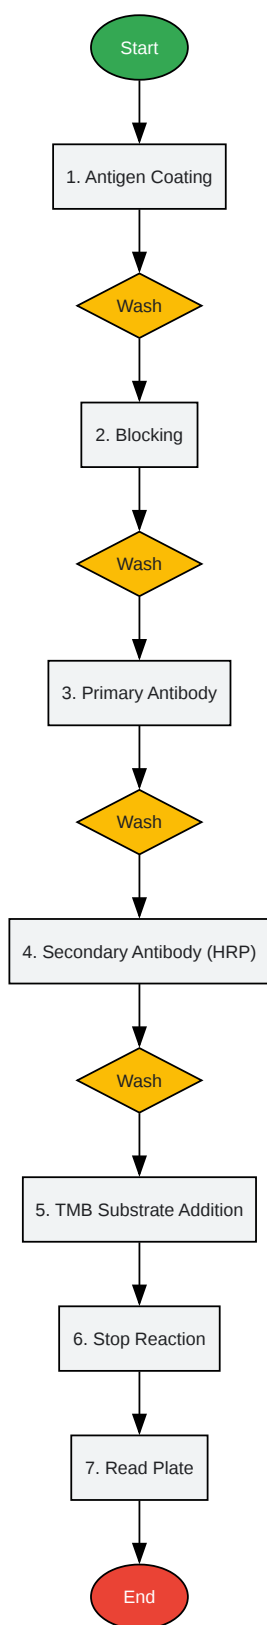 Start
1. Antigen Coating
Wash
2. Blocking
Wash
3. Primary Antibody
Wash
4. Secondary Antibody (HRP)
Wash
5. TMB Substrate Addition
6. Stop Reaction
7. Read Plate
End